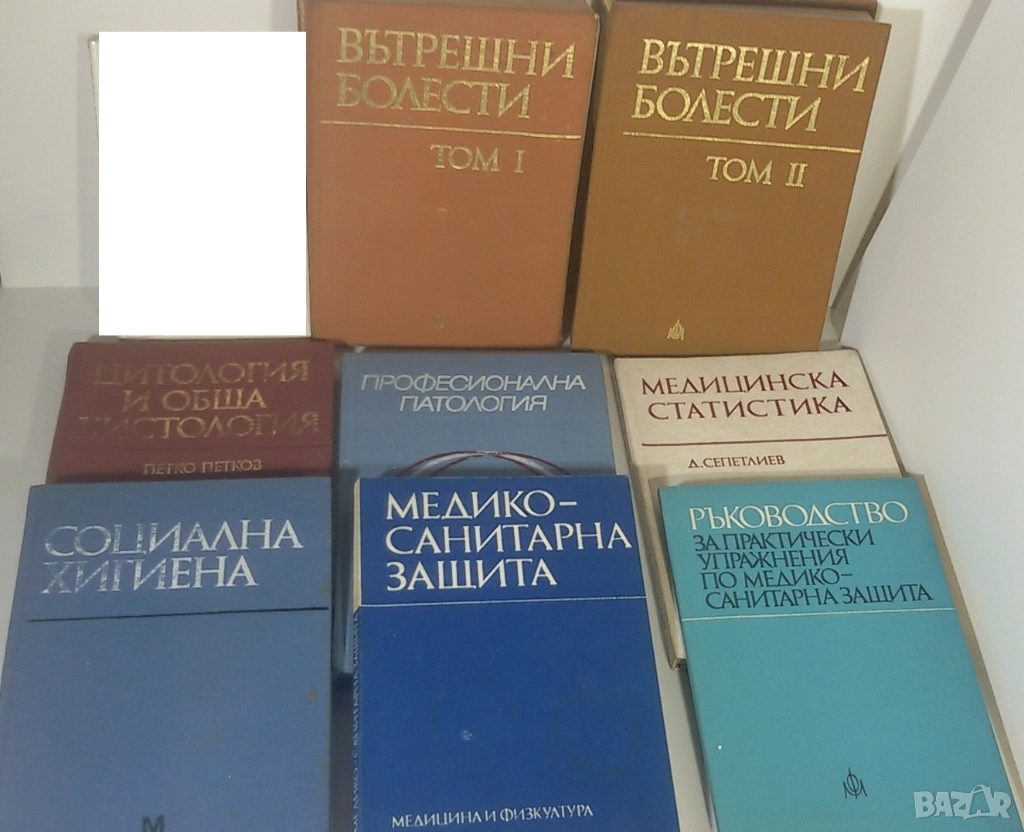 ВЪТРЕШНИ
БОЛЕСТИ
ТОМ I
ВЪТРЕШНИ
БОЛЕСТИ
ТОМ II
ЦИТОЛОГИЯ
И ОБЩА
ХИСТОЛОГИЯ
ПЕТКО ПЕТКОВ
ПРОФЕСИОНАЛНА
ПАТОЛОГИЯ
МЕДИЦИНСКА
СТАТИСТИКА
Д. СЕПЕТЛИЕВ
СОЦИАЛНА
ХИГИЕНА
М
МЕДИКО-
САНИТАРНА
ЗАЩИТА
МЕДИЦИНА И ФИЗКУЛТУРА
РЪКОВОДСТВО
ЗА ПРАКТИЧЕСКИ
УПРАЖНЕНИЯ
ПО МЕДИКО-
САНИТАРНА ЗАЩИТА
BAZAR